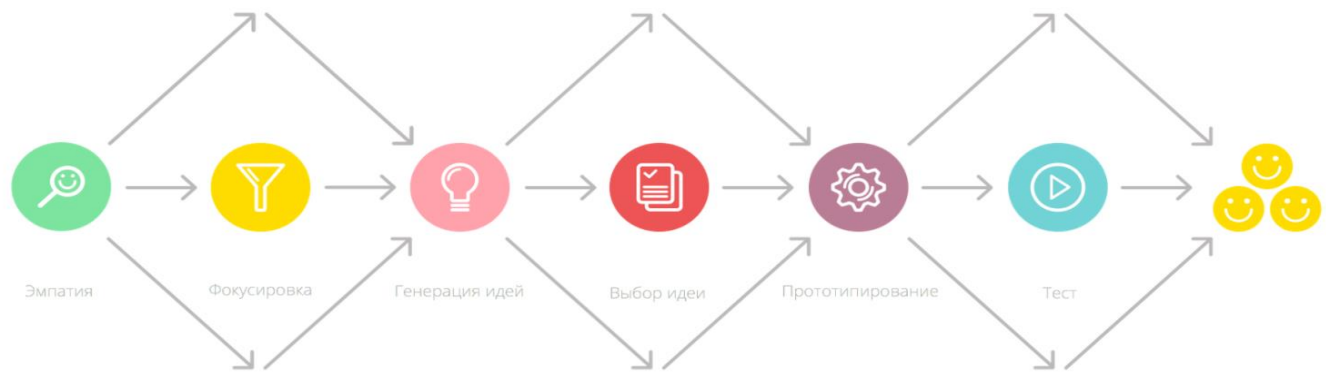 Эмпатия
Фокусировка
Генерация идей
Выбор идеи
Прототипирование
Тест